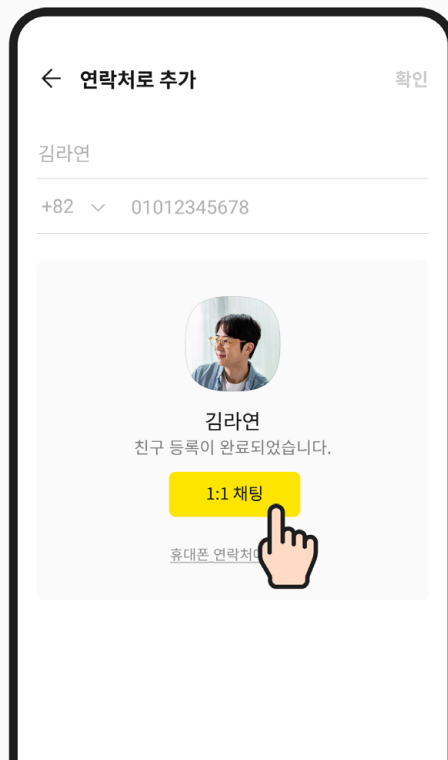 연락처로 추가
확인
김라연
+82 01012345678
김라연
친구 등록이 완료되었습니다.
1:1 채팅
휴대폰 연락처